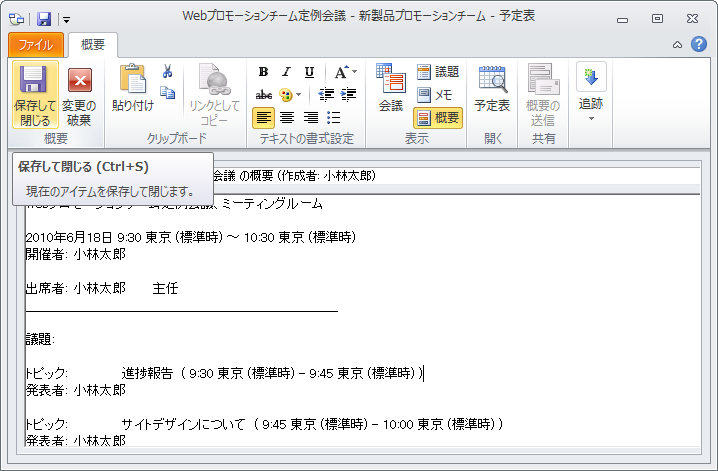 Webプロモーションチーム定例会議 - 新製品プロモーションチーム - 予定表
ファイル 概要
保存して閉じる
変更の破棄
概要
貼り付け
リンクとしてコピー
クリップボード
B I U A
abc
テキストの書式設定
会議
議題
メモ
概要
表示
予定表
開く
概要の送信
共有
追跡
保存して閉じる (Ctrl+S)
現在のアイテムを保存して閉じます。
会議 の概要 (作成者: 小林太郎)
Webプロモーションチーム定例会議、ミーティングルーム
2010年6月18日 9:30 東京 (標準時) ～ 10:30 東京 (標準時)
開催者: 小林太郎
出席者: 小林太郎 主任
議題:
トピック: 進捗報告 ( 9:30 東京 (標準時) - 9:45 東京 (標準時) )
発表者: 小林太郎
トピック: サイトデザインについて ( 9:45 東京 (標準時) - 10:00 東京 (標準時) )
発表者: 小林太郎